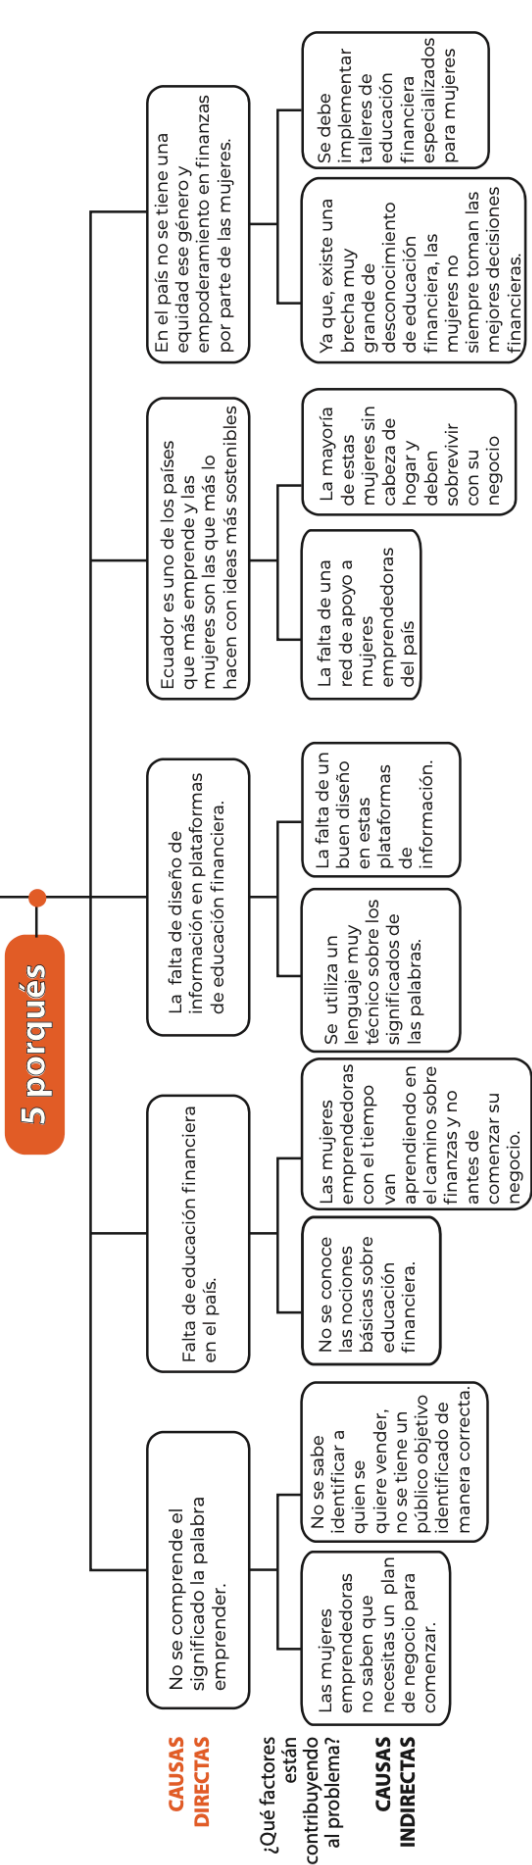 5 porqués
CAUSAS
DIRECTAS
No se comprende el
significado la palabra
emprender.
Falta de educación financiera
en el país.
La falta de diseño de
información en plataformas
de educación financiera.
Ecuador es uno de los países
que más emprende y las
mujeres son las que más lo
hacen con ideas más sostenibles
En el país no se tiene una
equidad ese género y
empoderamiento en finanzas
por parte de las mujeres.
¿Qué factores
están
contribuyendo
al problema?
CAUSAS
INDIRECTAS
Las mujeres
emprendedoras
no saben que
necesitas un plan
de negocio para
comenzar.
No se sabe
identificar a
quien se
quiere vender,
no se tiene un
público objetivo
identificado de
manera correcta.
No se conoce
las nociones
básicas sobre
educación
financiera.
Las mujeres
emprendedoras
con el tiempo
van
aprendiendo en
el camino sobre
finanzas y no
antes de
comenzar su
negocio.
Se utiliza un
lenguaje muy
técnico sobre los
significados de
las palabras.
La falta de un
buen diseño
en estas
plataformas
de
información.
La falta de una
red de apoyo a
mujeres
emprendedoras
del país
La mayoría
de estas
mujeres sin
cabeza de
hogar y
deben
sobrevivir
con su
negocio
Ya que, existe una
brecha muy
grande de
desconocimiento
de educación
financiera, las
mujeres no
siempre toman las
mejores decisiones
financieras.
Se debe
implementar
talleres de
educación
financiera
especializados
para mujeres